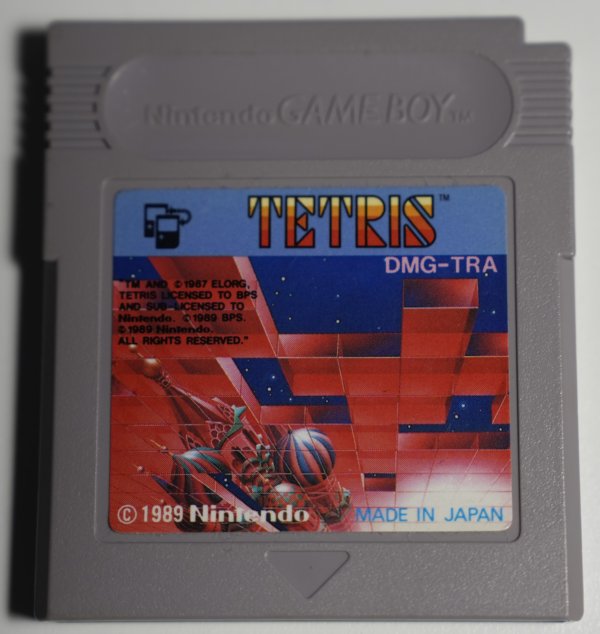 Nintendo GAME BOY TM
TETRIS TM
DMG-TRA
"TM AND © 1987 ELORG,
TETRIS LICENSED TO BPS
AND SUB-LICENSED TO
Nintendo. © 1989 BPS.
© 1989 Nintendo.
ALL RIGHTS RESERVED."
© 1989 Nintendo
MADE IN JAPAN